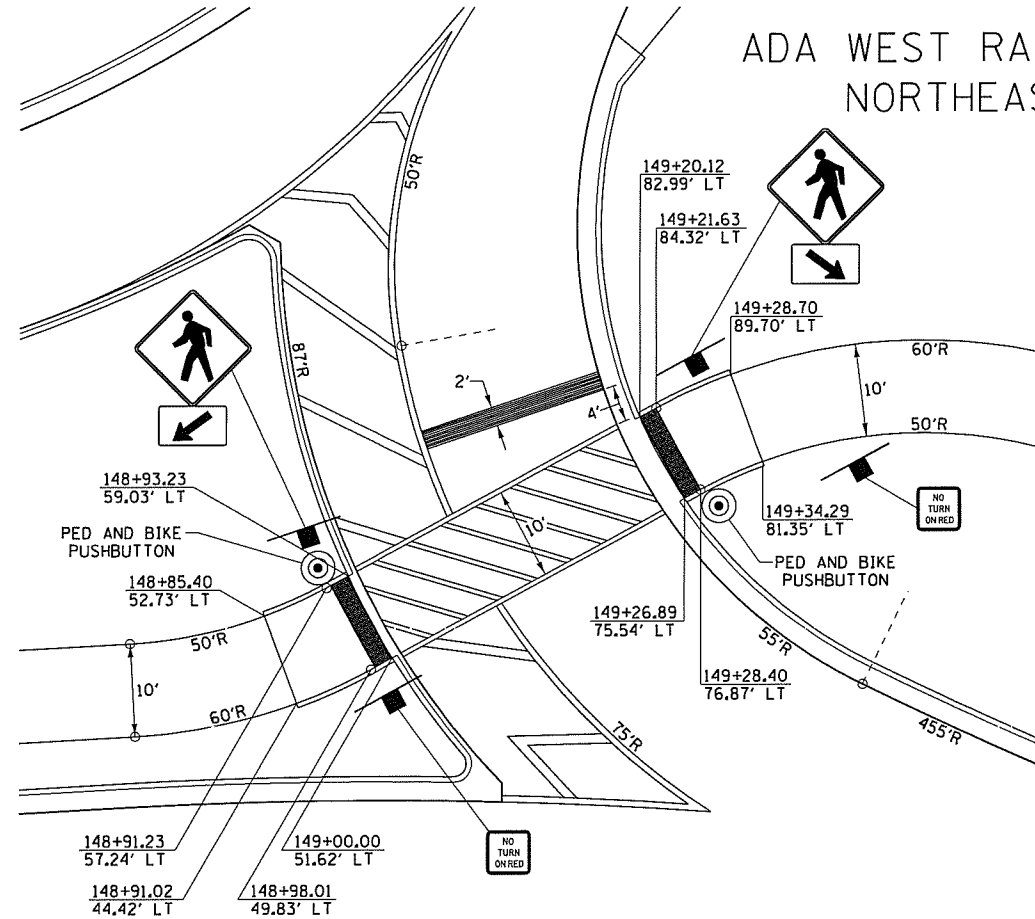 ADA WEST RA
NORTHEAS
50'R
149+20.12
82.99' LT
149+21.63
84.32' LT
149+28.70
89.70' LT
60'R
87'R
2'
4'
10'
50'R
148+93.23
59.03' LT
NO
TURN
ON RED
PED AND BIKE
PUSHBUTTON
10'
149+34.29
81.35' LT
PED AND BIKE
PUSHBUTTON
148+85.40
52.73' LT
149+26.89
75.54' LT
50'R
55'R
10'
149+28.40
76.87' LT
60'R
75'R
455'R
148+91.23
57.24' LT
149+00.00
51.62' LT
NO
TURN
ON RED
148+91.02
44.42' LT
148+98.01
49.83' LT